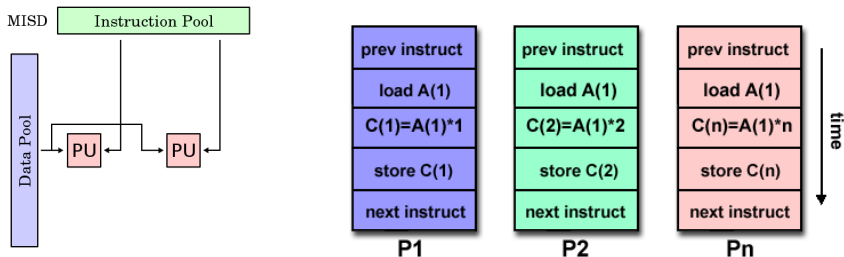 MISD
Instruction Pool
Data Pool
PU
PU
prev instruct
load A(1)
C(1)=A(1)*1
store C(1)
next instruct
P1
prev instruct
load A(1)
C(2)=A(1)*2
store C(2)
next instruct
P2
prev instruct
load A(1)
C(n)=A(1)*n
store C(n)
next instruct
Pn
time